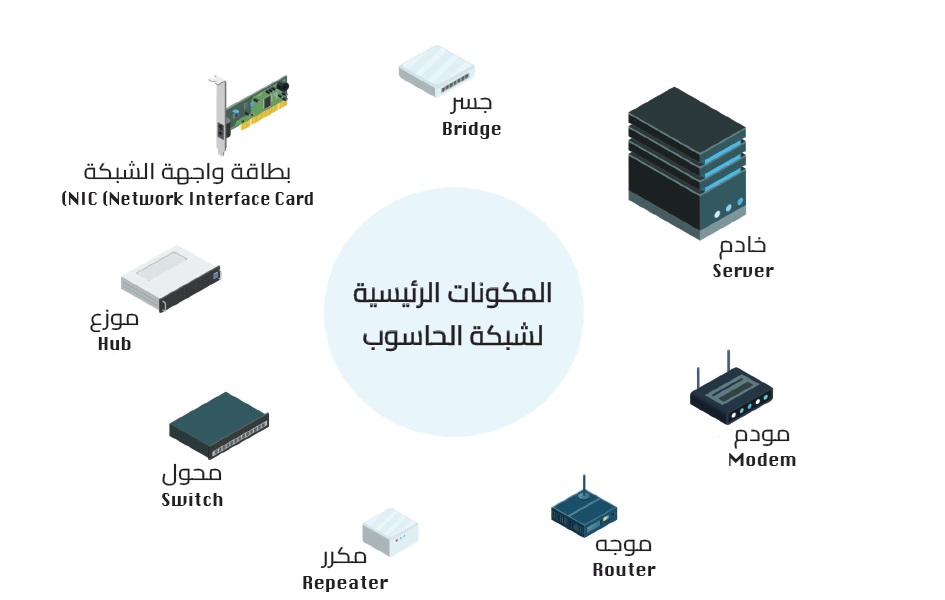 المكونات الرئيسية
لشبكة الحاسوب
جسر
Bridge
خادم
Server
مودم
Modem
موجه
Router
مكرر
Repeater
محول
Switch
موزع
Hub
بطاقة واجهة الشبكة
(NIC (Network Interface Card